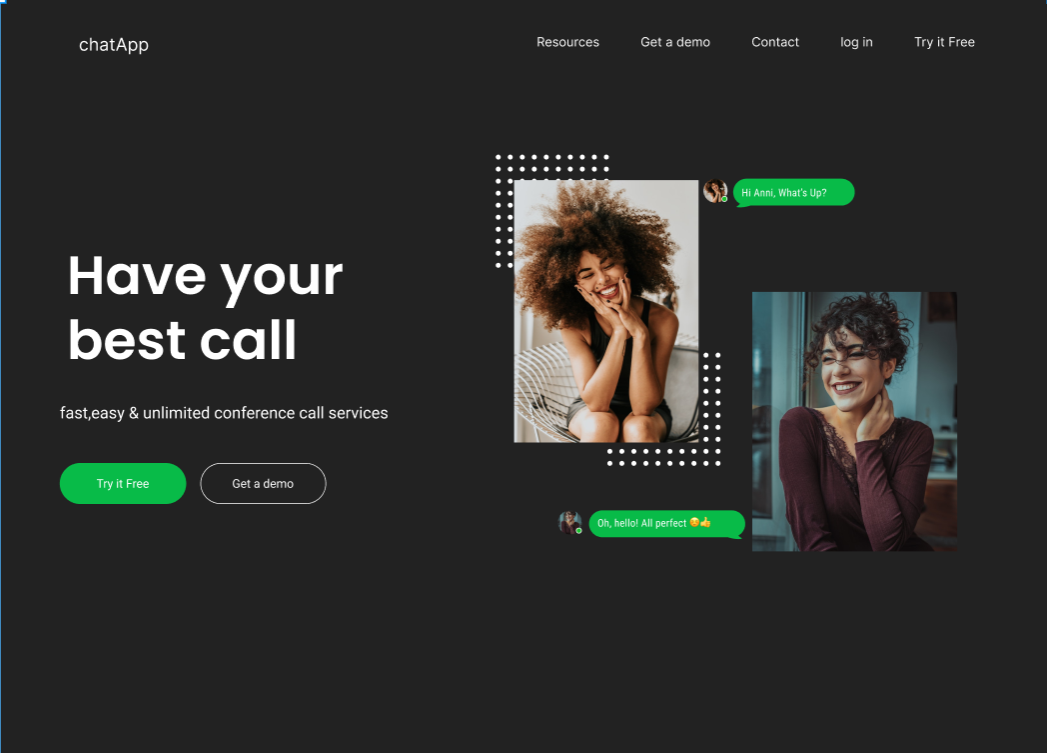 chatApp
Resources
Get a demo
Contact
log in
Try it Free
Hi Anni, What's Up?
Have your
best call
fast,easy & unlimited conference call services
Try it Free
Get a demo
Oh, hello! All perfect 😊👍